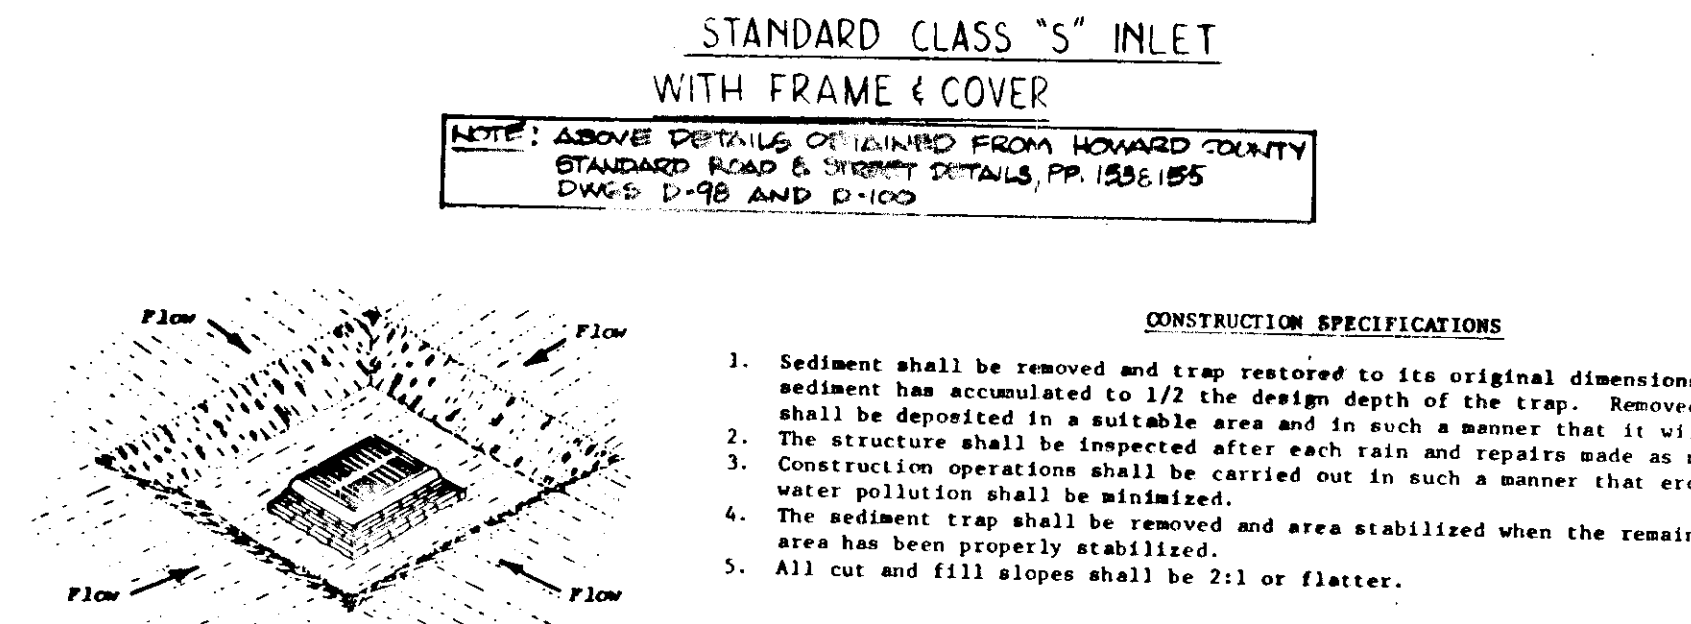 STANDARD CLASS "S" INLET
WITH FRAME & COVER
NOTE: ABOVE DETAILS OBTAINED FROM HOWARD COUNTY
STANDARD ROAD & STREET DETAILS, PP. 153 & 155
DWGS D-98 AND D-100
Flow
Flow
Flow
Flow
CONSTRUCTION SPECIFICATIONS
1. Sediment shall be removed and trap restored to its original dimensions
sediment has accumulated to 1/2 the design depth of the trap. Removed
shall be deposited in a suitable area and in such a manner that it
2. The structure shall be inspected after each rain and repairs made as
3. Construction operations shall be carried out in such a manner that
water pollution shall be minimized.
4. The sediment trap shall be removed and area stabilized when the
area has been properly stabilized.
5. All cut and fill slopes shall be 2:1 or flatter.